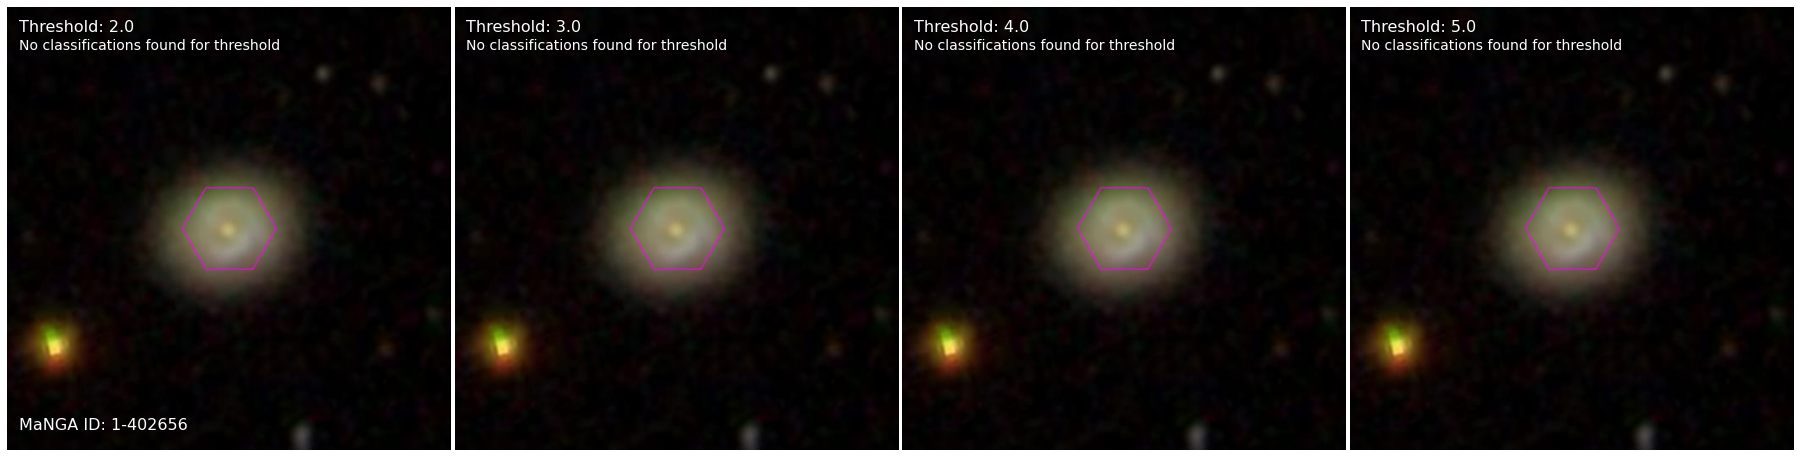 Threshold: 2.0
No classifications found for threshold
MaNGA ID: 1-402656
Threshold: 3.0
No classifications found for threshold
Threshold: 4.0
No classifications found for threshold
Threshold: 5.0
No classifications found for threshold